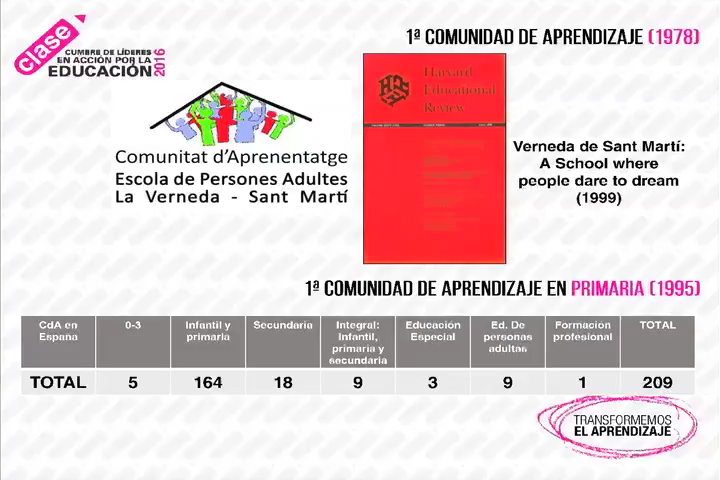 clase
CUMBRE DE LÍDERES
EN ACCIÓN POR LA
EDUCACIÓN
2016
1ª COMUNIDAD DE APRENDIZAJE (1978)
Comunitat d'Aprenentatge
Escola de Persones Adultes
La Verneda - Sant Martí
Harvard
Educational
Review
Verneda de Sant Martí:
A School where
people dare to dream
(1999)
1ª COMUNIDAD DE APRENDIZAJE EN PRIMARIA (1995)
CdA en España 0-3 Infantil y primaria Secundaria Integral: Infantil, primaria y secundaria Educación Especial Ed. De personas adultas Formación profesional TOTAL
TOTAL 5 164 18 9 3 9 1 209
TRANSFORMEMOS
EL APRENDIZAJE